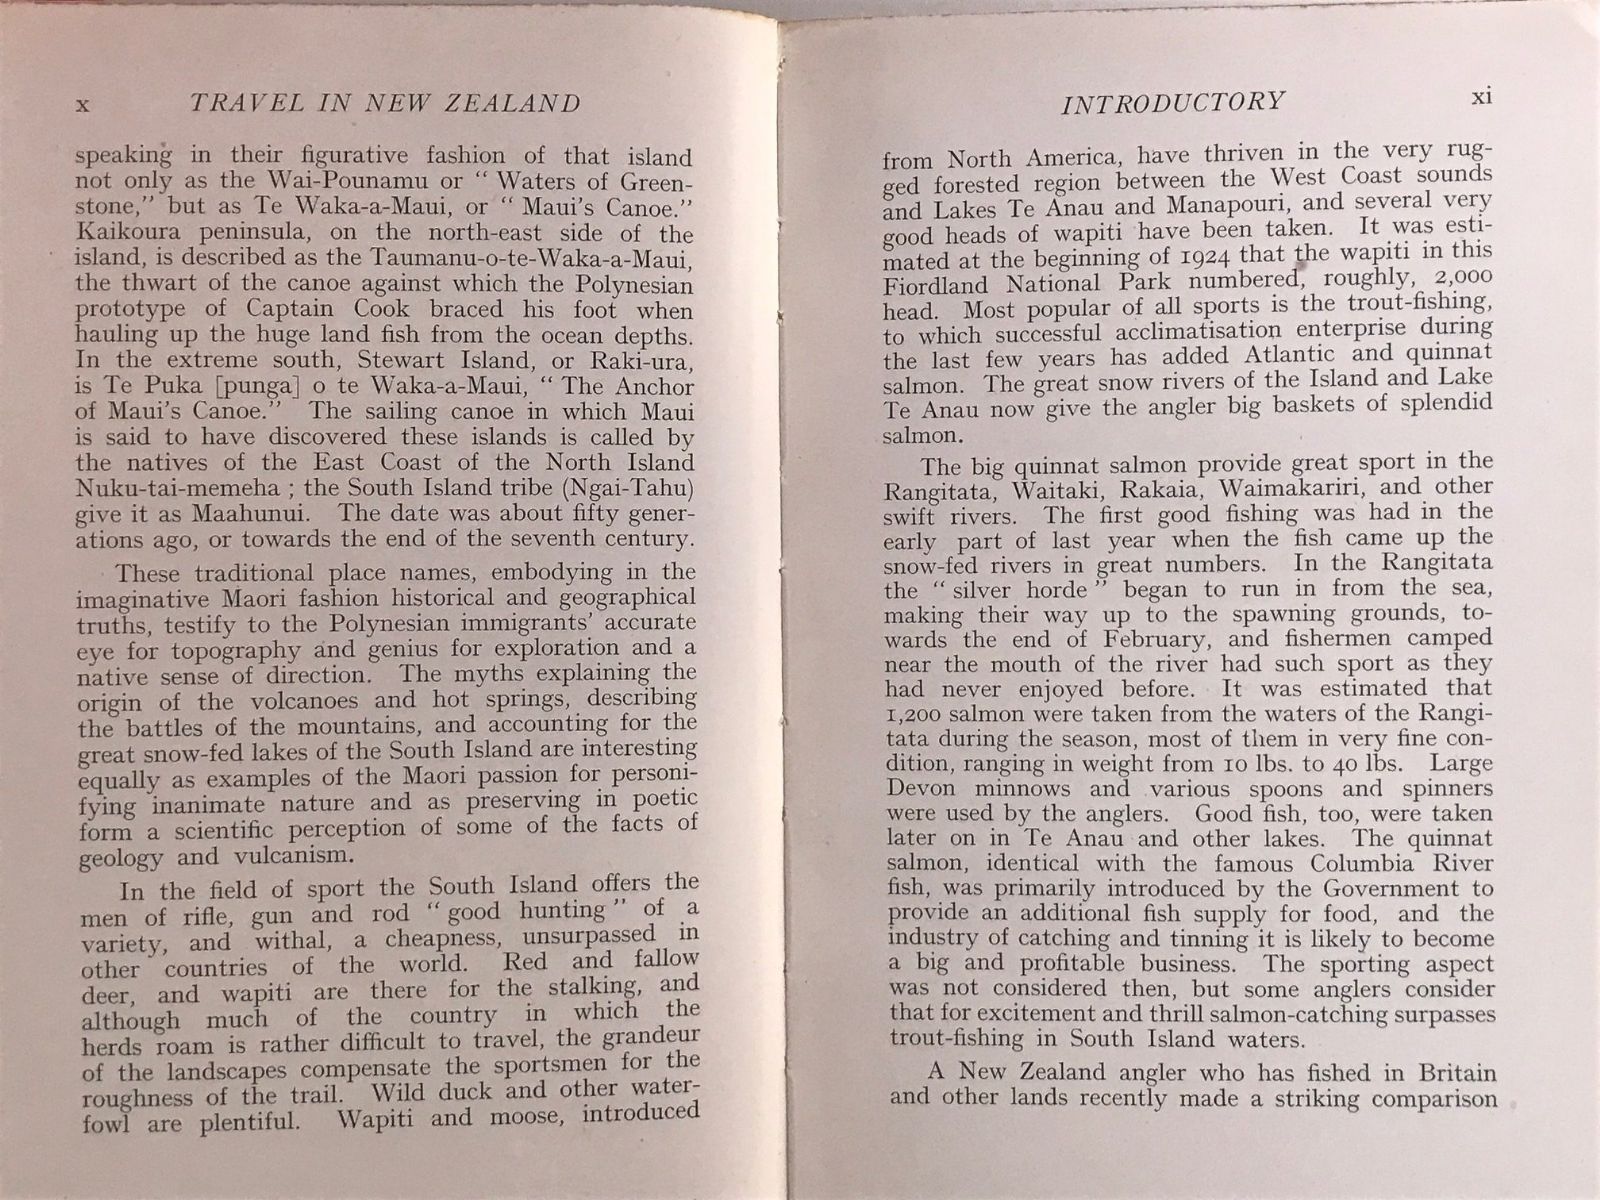 x TRAVEL IN NEW ZEALAND
speaking in their figurative fashion of that island
not only as the Wai-Pounamu or “ Waters of Green-
stone,” but as Te Waka-a-Maui, or “ Maui’s Canoe.”
Kaikoura peninsula, on the north-east side of the
island, is described as the Taumanu-o-te-Waka-a-Maui,
the thwart of the canoe against which the Polynesian
prototype of Captain Cook braced his foot when
hauling up the huge land fish from the ocean depths.
In the extreme south, Stewart Island, or Raki-ura,
is Te Puka [punga] o te Waka-a-Maui, “ The Anchor
of Maui’s Canoe.” The sailing canoe in which Maui
is said to have discovered these islands is called by
the natives of the East Coast of the North Island
Nuku-tai-memeha ; the South Island tribe (Ngai-Tahu)
give it as Maahunui. The date was about fifty gener-
ations ago, or towards the end of the seventh century.
These traditional place names, embodying in the
imaginative Maori fashion historical and geographical
truths, testify to the Polynesian immigrants’ accurate
eye for topography and genius for exploration and a
native sense of direction. The myths explaining the
origin of the volcanoes and hot springs, describing
the battles of the mountains, and accounting for the
great snow-fed lakes of the South Island are interesting
equally as examples of the Maori passion for personi-
fying inanimate nature and as preserving in poetic
form a scientific perception of some of the facts of
geology and vulcanism.
In the field of sport the South Island offers the
men of rifle, gun and rod “ good hunting ” of a
variety, and withal, a cheapness, unsurpassed in
other countries of the world. Red and fallow
deer, and wapiti are there for the stalking, and
although much of the country in which the
herds roam is rather difficult to travel, the grandeur
of the landscapes compensate the sportsmen for the
roughness of the trail. Wild duck and other water-
fowl are plentiful. Wapiti and moose, introduced
INTRODUCTORY xi
from North America, have thriven in the very rug-
ged forested region between the West Coast sounds
and Lakes Te Anau and Manapouri, and several very
good heads of wapiti have been taken. It was esti-
mated at the beginning of 1924 that the wapiti in this
Fiordland National Park numbered, roughly, 2,000
head. Most popular of all sports is the trout-fishing,
to which successful acclimatisation enterprise during
the last few years has added Atlantic and quinnat
salmon. The great snow rivers of the Island and Lake
Te Anau now give the angler big baskets of splendid
salmon.
The big quinnat salmon provide great sport in the
Rangitata, Waitaki, Rakaia, Waimakariri, and other
swift rivers. The first good fishing was had in the
early part of last year when the fish came up the
snow-fed rivers in great numbers. In the Rangitata
the “ silver horde ” began to run in from the sea,
making their way up to the spawning grounds, to-
wards the end of February, and fishermen camped
near the mouth of the river had such sport as they
had never enjoyed before. It was estimated that
1,200 salmon were taken from the waters of the Rangi-
tata during the season, most of them in very fine con-
dition, ranging in weight from 10 lbs. to 40 lbs. Large
Devon minnows and various spoons and spinners
were used by the anglers. Good fish, too, were taken
later on in Te Anau and other lakes. The quinnat
salmon, identical with the famous Columbia River
fish, was primarily introduced by the Government to
provide an additional fish supply for food, and the
industry of catching and tinning it is likely to become
a big and profitable business. The sporting aspect
was not considered then, but some anglers consider
that for excitement and thrill salmon-catching surpasses
trout-fishing in South Island waters.
A New Zealand angler who has fished in Britain
and other lands recently made a striking comparison